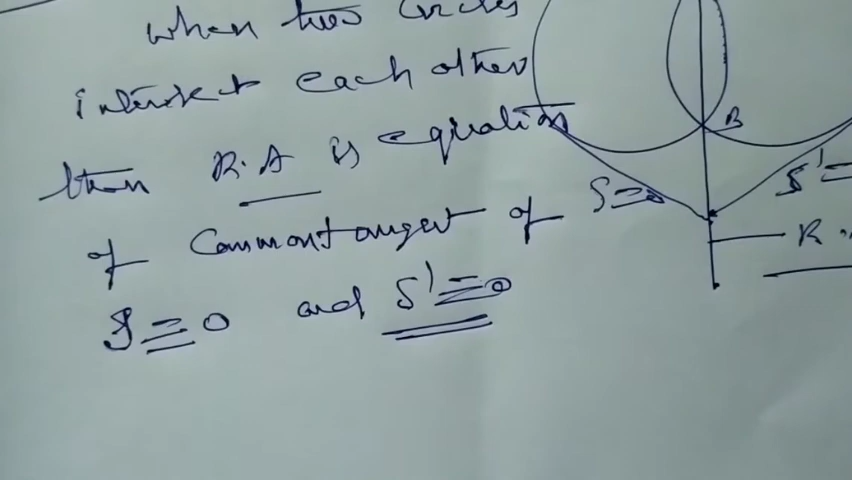 when two circles
intersect each other
then R.A is equation
of Common tangent of
S=0 and S'=0
B
S=0
S'=
R.